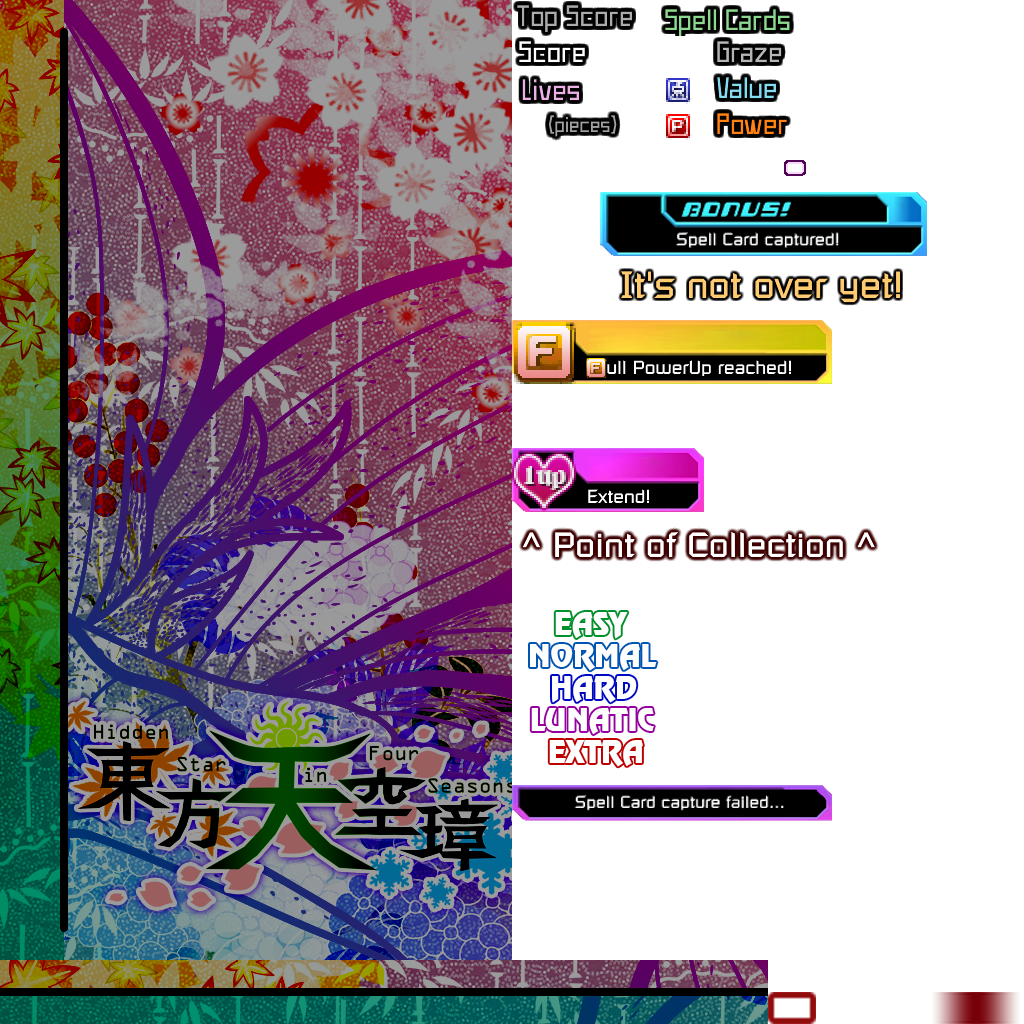 Top Score
Spell Cards
Score
Graze
Lives
Value
(pieces)
P Power
BONUS!
Spell Card captured!
It's not over yet!
F
Full PowerUp reached!
1up
Extend!
^ Point of Collection ^
EASY
NORMAL
HARD
LUNATIC
EXTRA
Spell Card capture failed...
Hidden
Star
in
Four
Seasons
東方天空璋